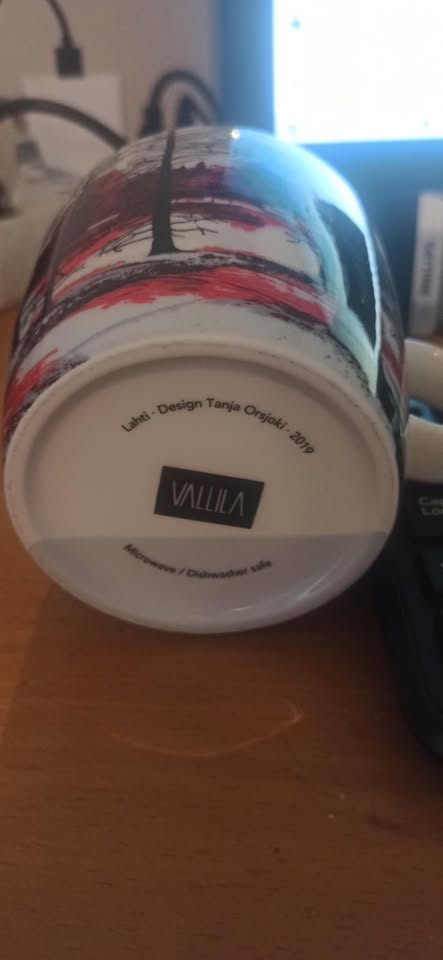 Lahti · Design Tanja Orsjoki · 2019
VALLILA
Microwave / Dishwasher safe